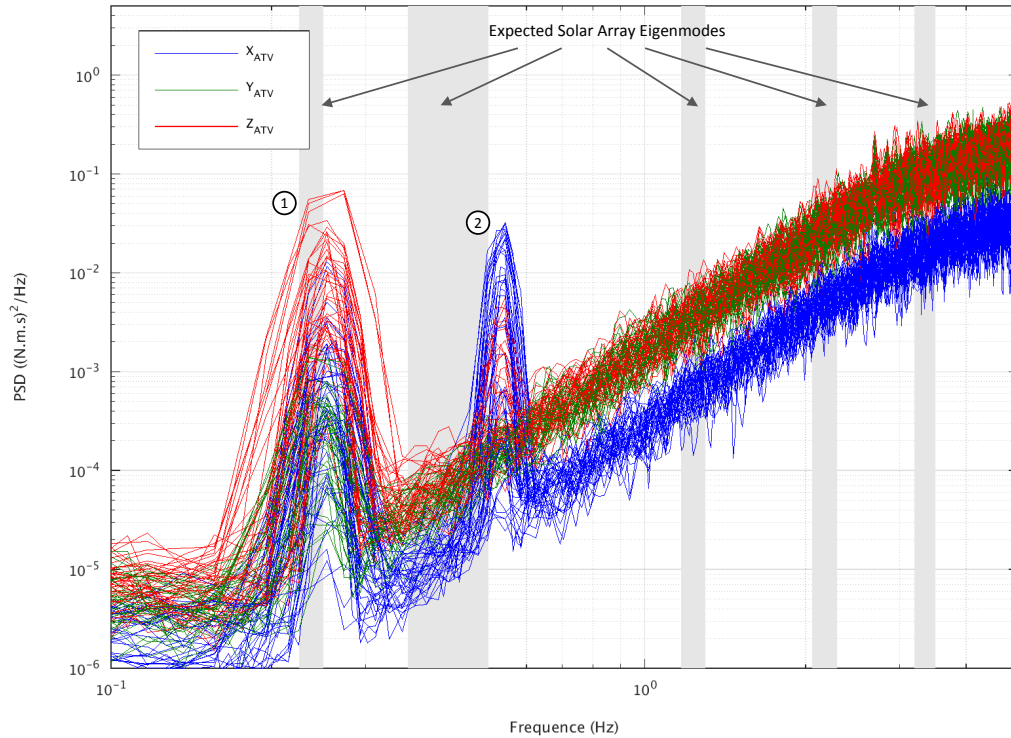 Expected Solar Array Eigenmodes
X_ATV
Y_ATV
Z_ATV
10^0
10^-1
1
2
10^-2
10^-3
10^-4
10^-5
10^-6
PSD ((N.m.s)^2/Hz)
10^-1
10^0
Frequence (Hz)